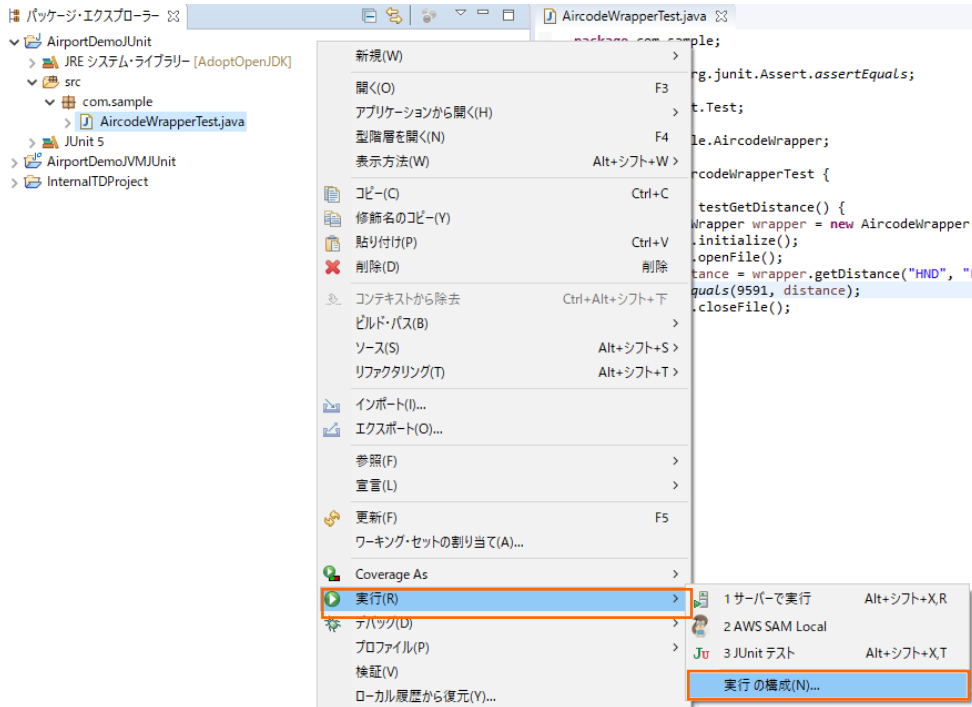 パッケージ・エクスプローラー
AirportDemoJUnit
JRE システム・ライブラリー [AdoptOpenJDK]
src
com.sample
AircodeWrapperTest.java
JUnit 5
AirportDemoJVMJUnit
InternalTDProject
新規(W)
開く(O) F3
アプリケーションから開く(H)
型階層を開く(N) F4
表示方法(W) Alt+シフト+W
コピー(C) Ctrl+C
修飾名のコピー(Y)
貼り付け(P) Ctrl+V
削除(D) 削除
コンテキストから除去 Ctrl+Alt+シフト+下
ビルド・パス(B)
ソース(S) Alt+シフト+S
リファクタリング(T) Alt+シフト+T
インポート(I)...
エクスポート(O)...
参照(F)
宣言(L)
更新(F) F5
ワーキング・セットの割り当て(A)...
Coverage As
実行(R)
デバッグ(D)
プロファイル(P)
検証(V)
ローカル履歴から復元(Y)...
1 サーバーで実行 Alt+シフト+X,R
2 AWS SAM Local
JU 3 JUnit テスト Alt+シフト+X,T
実行 の構成(N)...
AircodeWrapperTest.java
package com.sample;
rg.junit.Assert.assertEquals;
t.Test;
le.AircodeWrapper;
rcodeWrapperTest {
testGetDistance() {
Wrapper wrapper = new AircodeWrapper
.initialize();
.openFile();
tance = wrapper.getDistance("HND", "
quals(9591, distance);
.closeFile();